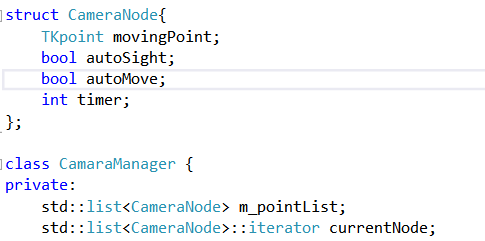 struct CameraNode{
TKpoint movingPoint;
bool autoSight;
bool autoMove;
int timer;
};
class CamaraManager {
private:
std::list<CameraNode> m_pointList;
std::list<CameraNode>::iterator currentNode;